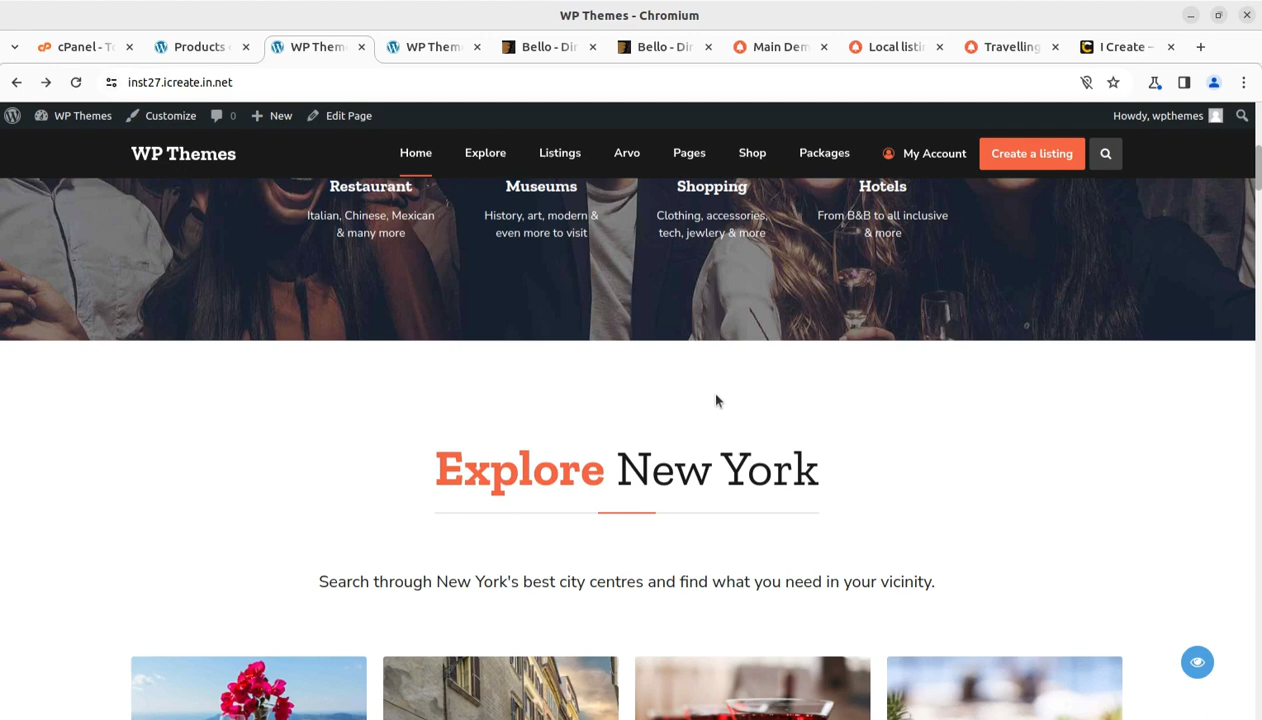 WP Themes - Chromium
cPanel - To
Products
WP Them
WP Them
Bello - Dir
Bello - Dir
Main Dem
Local listi
Travelling
I Create –
inst27.icreate.in.net
WP Themes
Customize
0
New
Edit Page
Howdy, wpthemes
WP Themes
Home
Explore
Listings
Arvo
Pages
Shop
Packages
My Account
Create a listing
Restaurant
Italian, Chinese, Mexican
& many more
Museums
History, art, modern &
even more to visit
Shopping
Clothing, accessories,
tech, jewlery & more
Hotels
From B&B to all inclusive
& more
Explore New York
Search through New York's best city centres and find what you need in your vicinity.